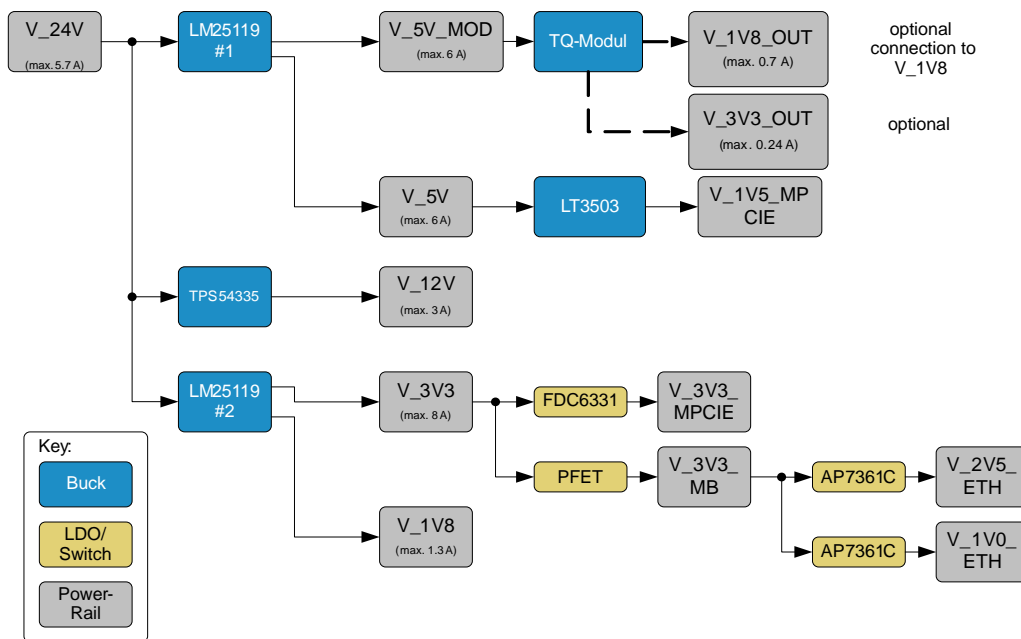 V_24V
(max. 5.7 A)
LM25119
#1
V_5V_MOD
(max. 6 A)
TQ-Modul
V_1V8_OUT
(max. 0.7 A)
optional
connection to
V_1V8
V_3V3_OUT
(max. 0.24 A)
optional
V_5V
(max. 6 A)
LT3503
V_1V5_MP
CIE
TPS54335
V_12V
(max. 3 A)
LM25119
#2
V_3V3
(max. 8 A)
FDC6331
V_3V3_
MPCIE
PFET
V_3V3_
MB
AP7361C
V_2V5_
ETH
V_1V8
(max. 1.3 A)
AP7361C
V_1V0_
ETH
Key:
Buck
LDO/
Switch
Power-
Rail